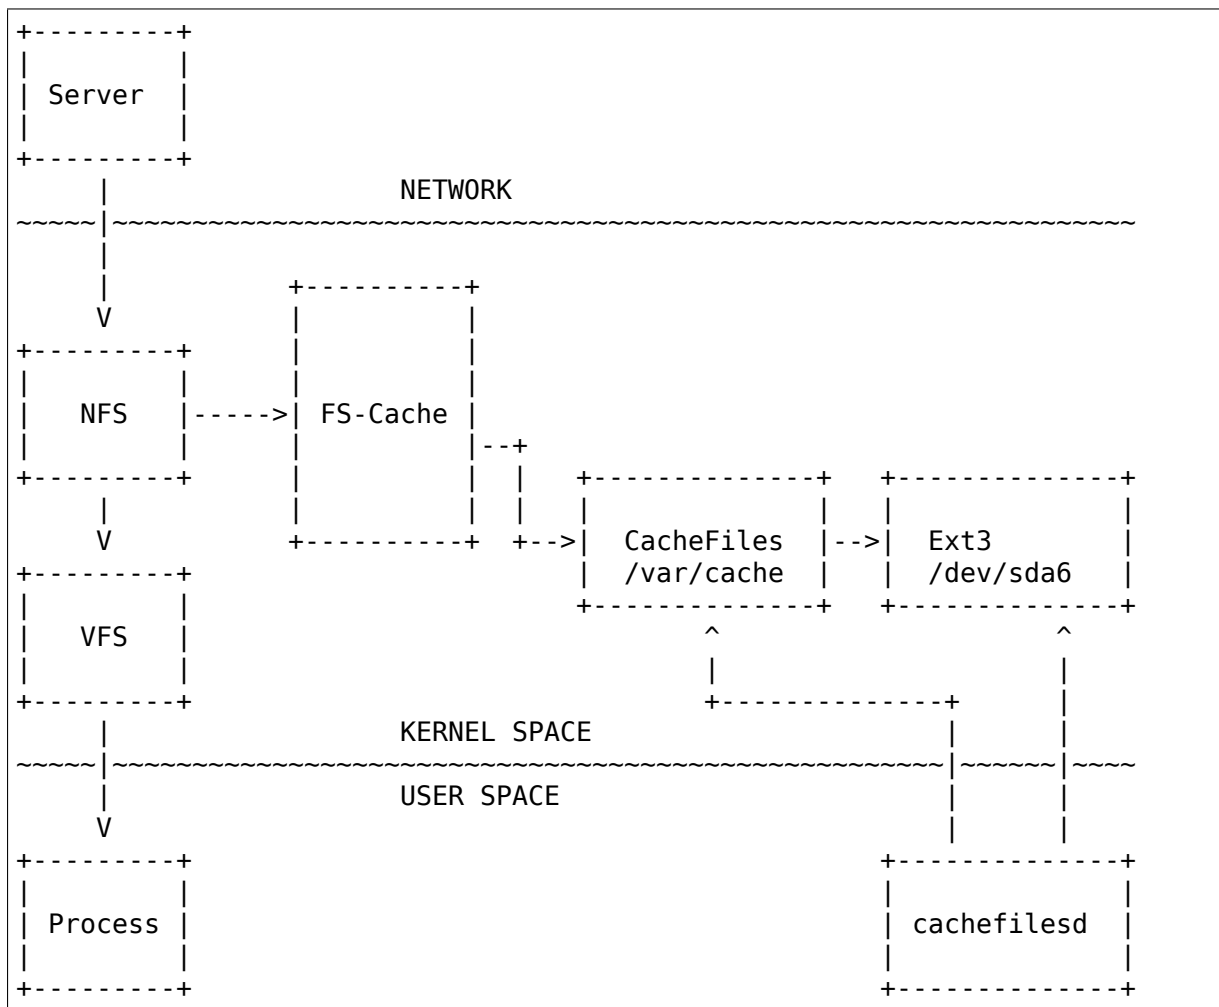 Server
NETWORK
NFS
FS-Cache
CacheFiles
/var/cache
Ext3
/dev/sda6
VFS
KERNEL SPACE
USER SPACE
Process
cachefilesd